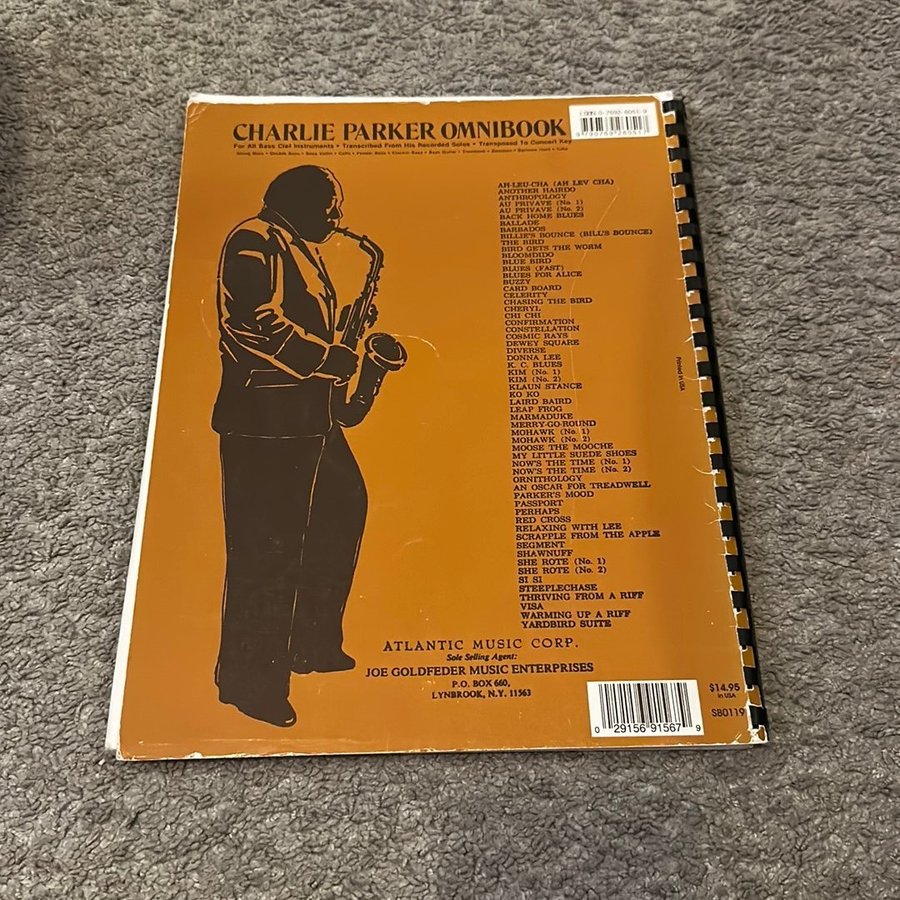 CHARLIE PARKER OMNIBOOK
For All Bass Clef Instruments • Transcribed From His Recorded Solos • Transposed To Concert Key
AH-LEU-CHA (AH LEV CHA)
ANOTHER HAIRDO
ANTHROPOLOGY
AU PRIVAVE (No. 1)
AU PRIVAVE (No. 2)
BACK HOME BLUES
BALLADE
BARBADOS
BILLIE'S BOUNCE (BILL'S BOUNCE)
THE BIRD
BIRD GETS THE WORM
BLOOMDIDO
BLUE BIRD
BLUES (FAST)
BLUES FOR ALICE
BUZZY
CARD BOARD
CELERITY
CHASING THE BIRD
CHERYL
CHI CHI
CONFIRMATION
CONSTELLATION
COSMIC RAYS
DEWEY SQUARE
DIVERSE
DONNA LEE
K. C. BLUES
KIM (No. 1)
KIM (No. 2)
KLAUN STANCE
KO KO
LAIRD BAIRD
LEAP FROG
MARMADUKE
MERRY-GO-ROUND
MOHAWK (No. 1)
MOHAWK (No. 2)
MOOSE THE MOOCHE
MY LITTLE SUEDE SHOES
NOW'S THE TIME (No. 1)
NOW'S THE TIME (No. 2)
ORNITHOLOGY
AN OSCAR FOR TREADWELL
PARKER'S MOOD
PASSPORT
PERHAPS
RED CROSS
RELAXING WITH LEE
SCRAPPLE FROM THE APPLE
SEGMENT
SHAWNUFF
SHE ROTE (No. 1)
SHE ROTE (No. 2)
SI SI
STEEPLECHASE
THRIVING FROM A RIFF
VISA
WARMING UP A RIFF
YARDBIRD SUITE
Printed in USA
ATLANTIC MUSIC CORP.
Sole Selling Agent:
JOE GOLDFEDER MUSIC ENTERPRISES
P.O. BOX 660,
LYNBROOK, N.Y. 11563
0 29156 91567 9
$14.95
in USA
SB0119